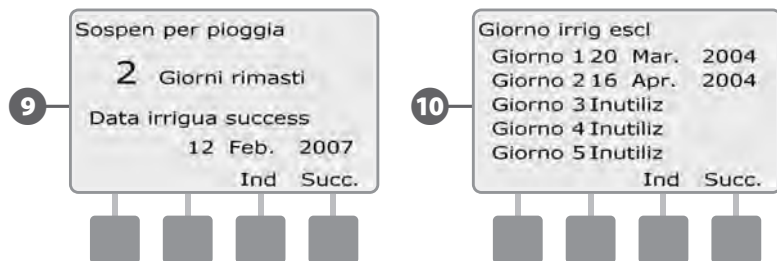 9
Sospen per pioggia
2 Giorni rimasti
Data irrigua success
12 Feb. 2007
Ind Succ.
10
Giorno irrig escl
Giorno 1 20 Mar. 2004
Giorno 2 16 Apr. 2004
Giorno 3 Inutiliz
Giorno 4 Inutiliz
Giorno 5 Inutiliz
Ind Succ.